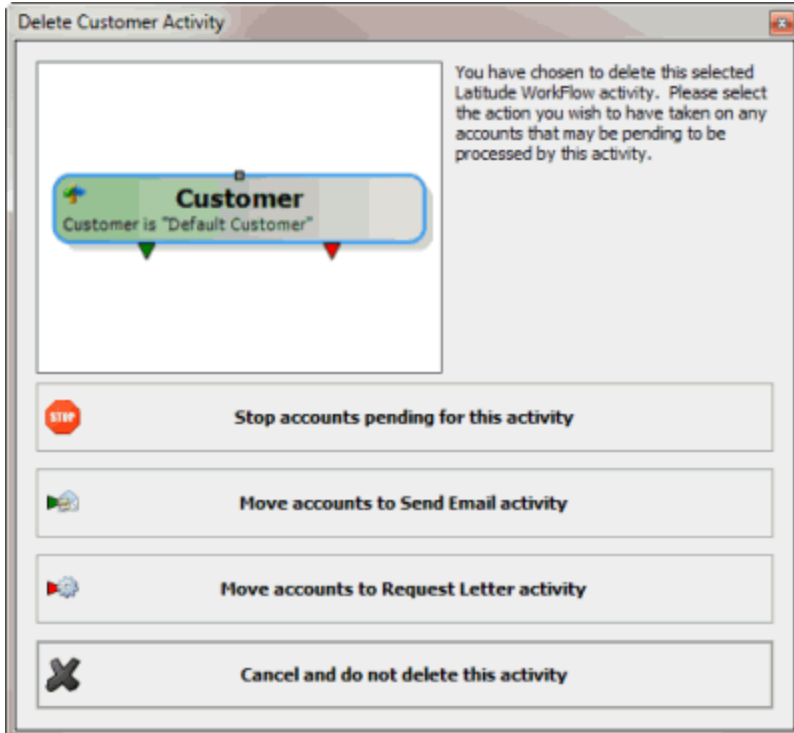 Delete Customer Activity
You have chosen to delete this selected
Latitude WorkFlow activity. Please select
the action you wish to have taken on any
accounts that may be pending to be
processed by this activity.
Customer
Customer is "Default Customer"
STOP
Stop accounts pending for this activity
Move accounts to Send Email activity
Move accounts to Request Letter activity
Cancel and do not delete this activity